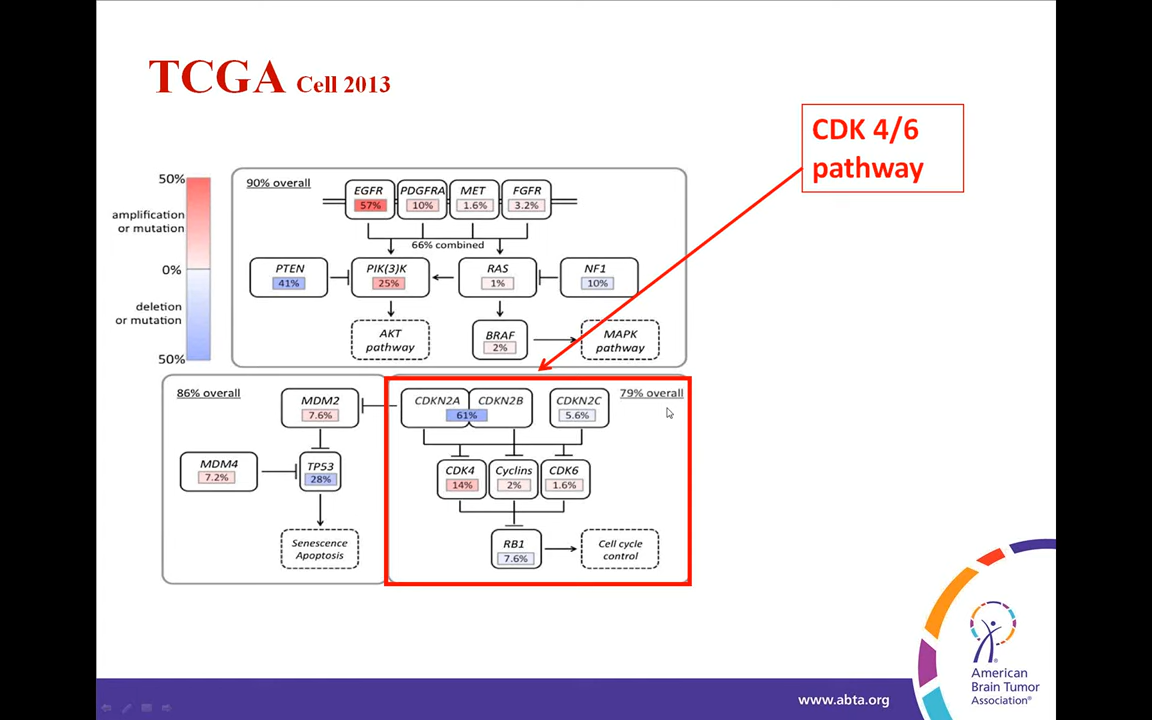 TCGA Cell 2013
CDK 4/6
pathway
50%
amplification
or mutation
0%
deletion
or mutation
50%
90% overall
EGFR
57%
PDGFRA
10%
MET
1.6%
FGFR
3.2%
66% combined
PTEN
41%
PI(3)K
25%
RAS
1%
NF1
10%
AKT
pathway
BRAF
2%
MAPK
pathway
86% overall
MDM2
7.6%
MDM4
7.2%
TP53
28%
Senescence
Apoptosis
79% overall
CDKN2A
CDKN2B
61%
CDKN2C
5.6%
CDK4
14%
Cyclins
2%
CDK6
1.6%
RB1
7.6%
Cell cycle
control
American
Brain Tumor
Association®
www.abta.org